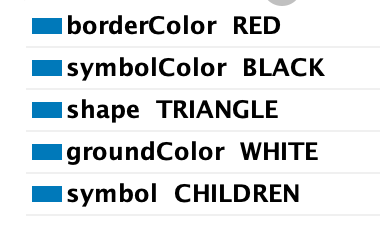 borderColor RED
symbolColor BLACK
shape TRIANGLE
groundColor WHITE
symbol CHILDREN